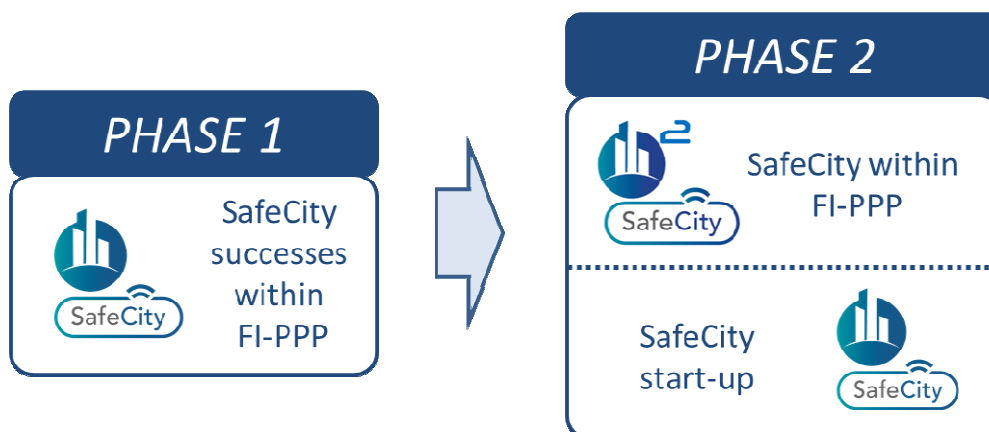 PHASE 1
SafeCity
successes
within
FI-PPP
SafeCity
PHASE 2
2
SafeCity
SafeCity within
FI-PPP
SafeCity
start-up
SafeCity